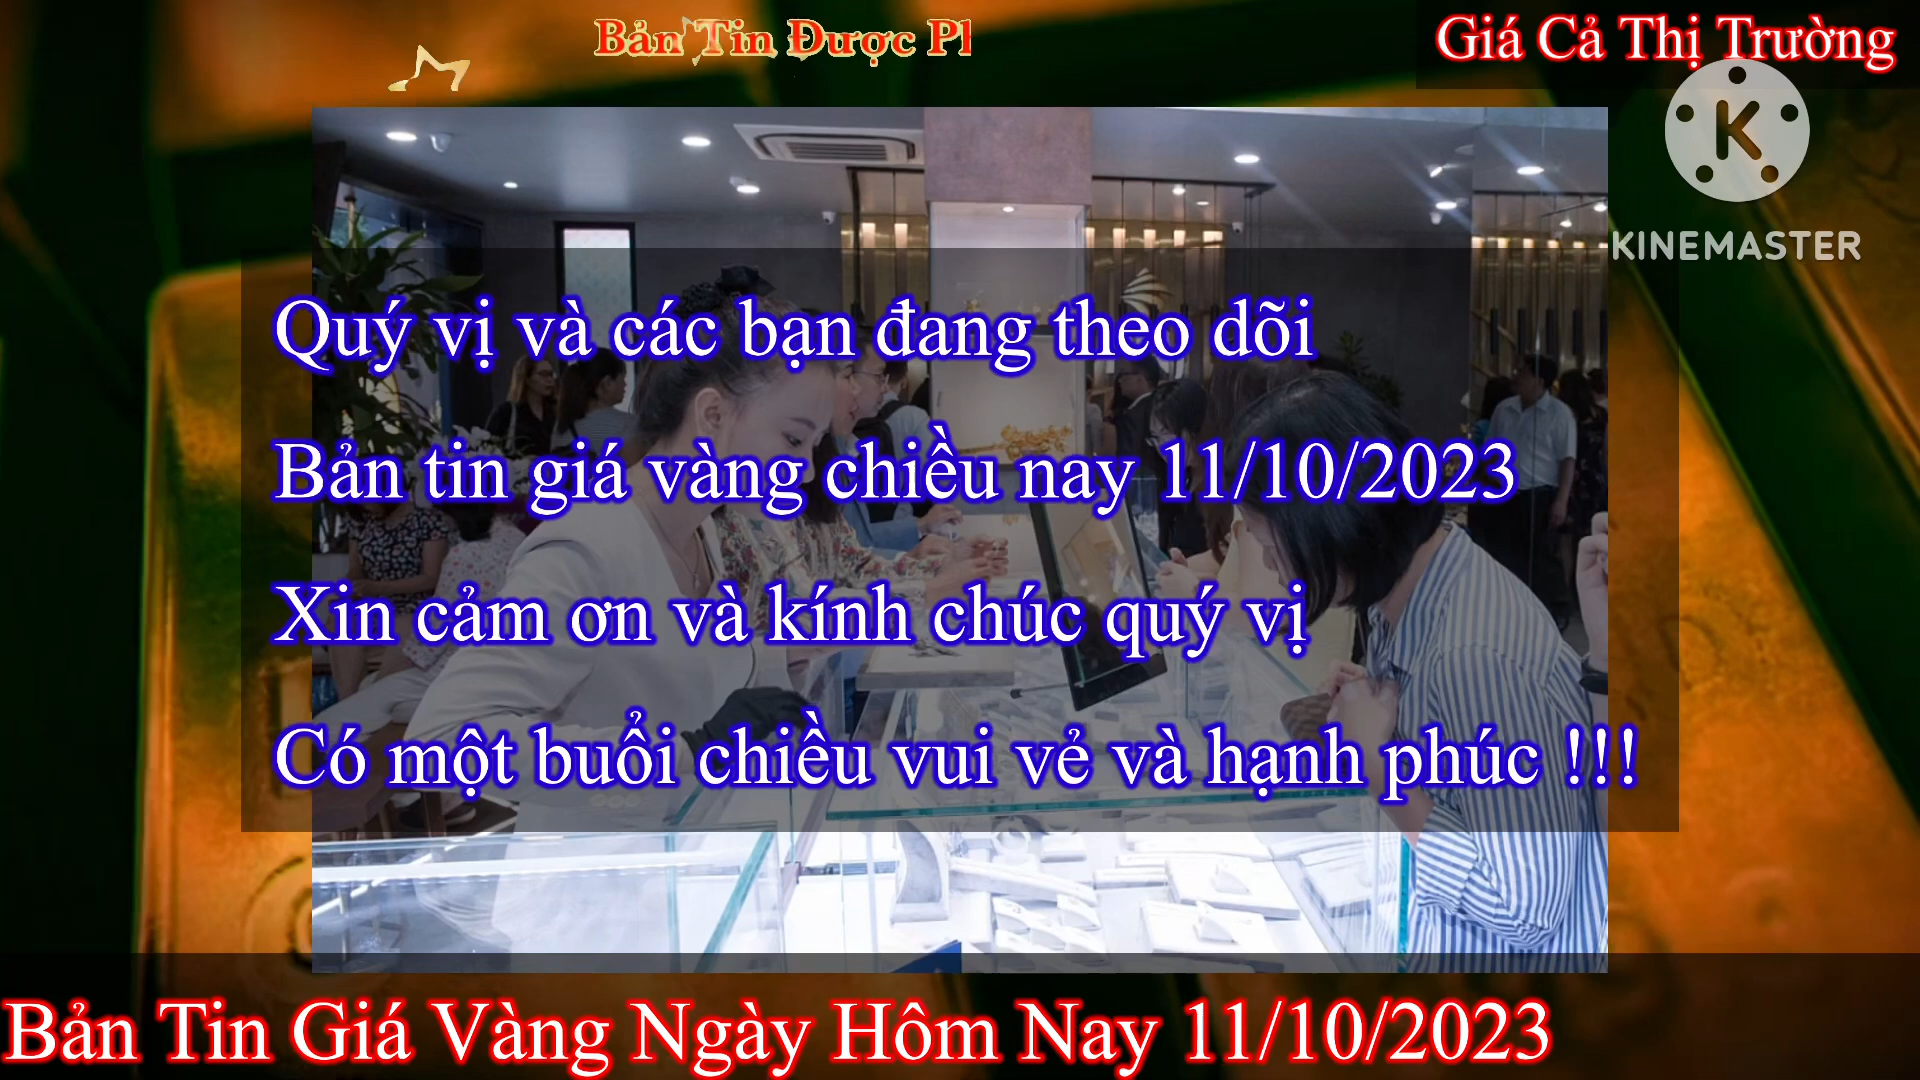 Bản Tin Được
Giá Cả Thị Trường
K
KINEMASTER
Quý vị và các bạn đang theo dõi
Bản tin giá vàng chiều nay 11/10/2023
Xin cảm ơn và kính chúc quý vị
Có một buổi chiều vui vẻ và hạnh phúc !!!
Bản Tin Giá Vàng Ngày Hôm Nay 11/10/2023